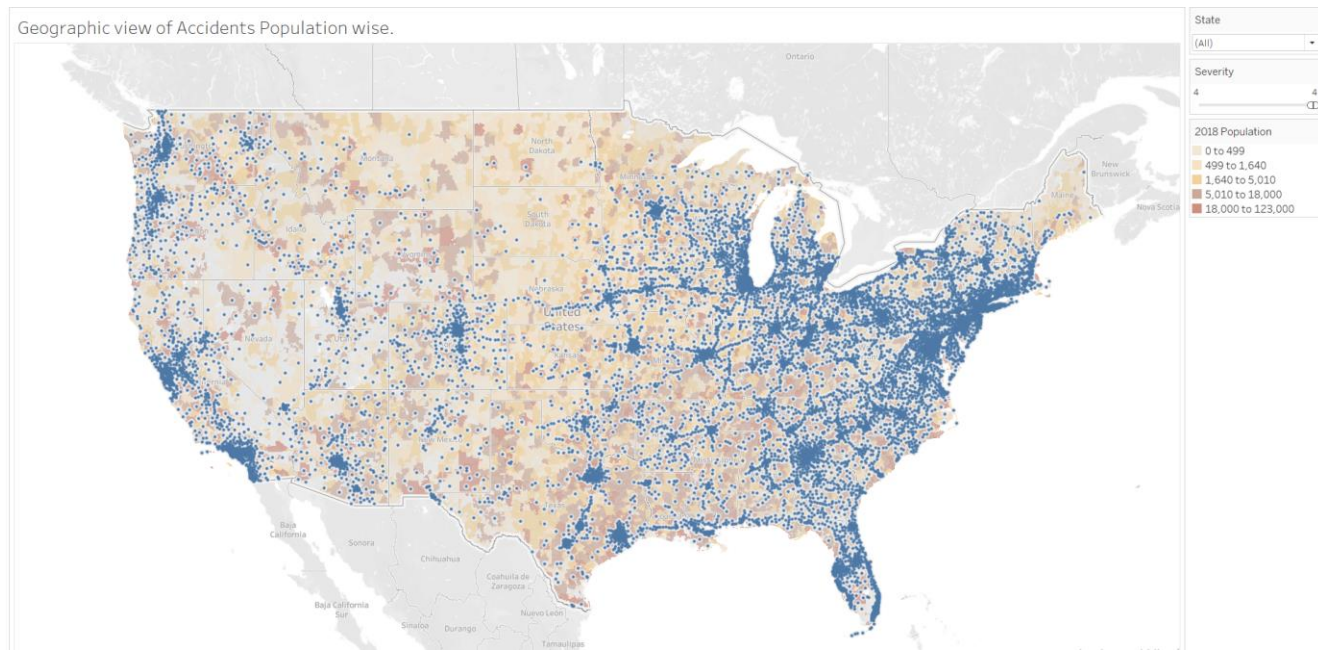 Geographic view of Accidents Population wise.
State
(All)
Severity
4 4
2018 Population
0 to 499
499 to 1,640
1,640 to 5,010
5,010 to 18,000
18,000 to 123,000
Ontario
New
Brunswick
Nova Scotia
Maine
Montana
North
Dakota
South
Dakota
Idaho
Nebraska
United
States
Nevada
Utah
Kansas
Baja
California
Sonora
Chihuahua
Coahuila de
Zaragoza
Baja California
Sur
Sinaloa
Durango
Nuevo León
Tamaulipas